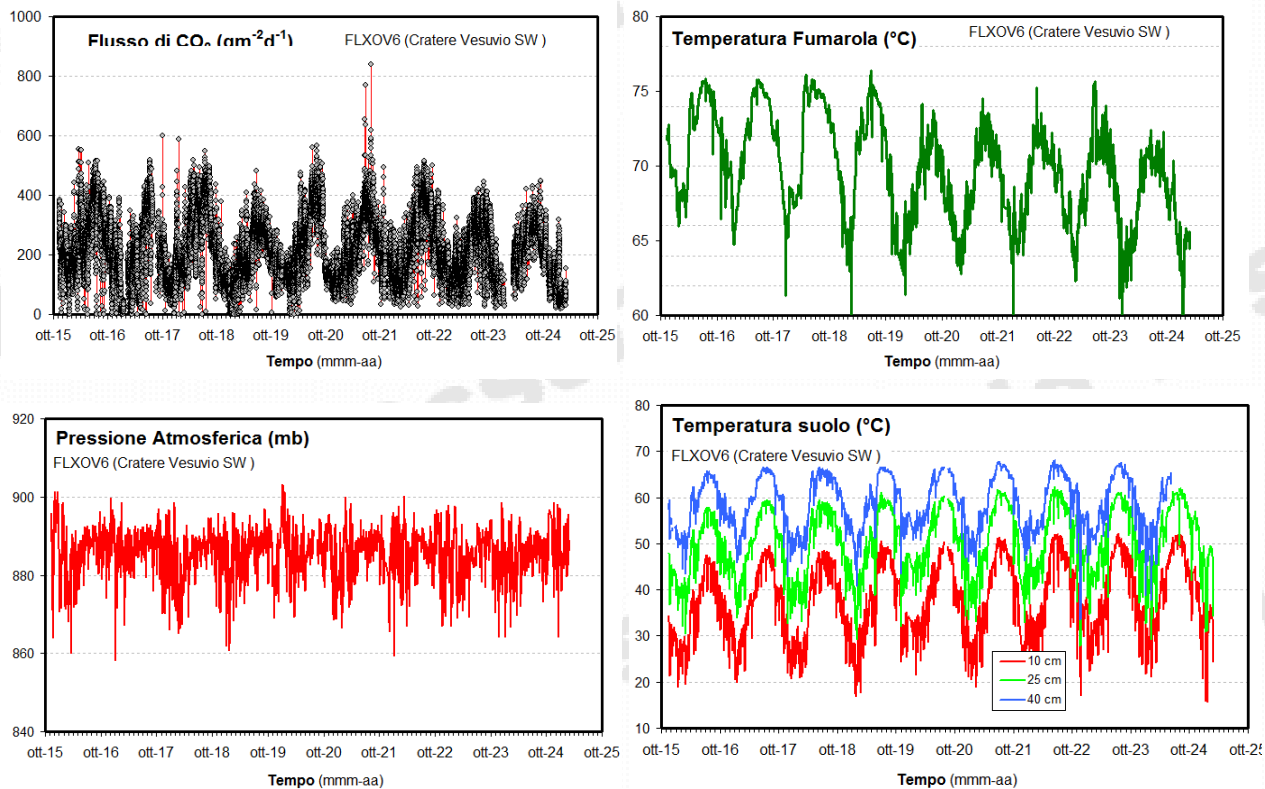 Flusso di CO₂ (gm⁻²d⁻¹)
FLXOV6 (Cratere Vesuvio SW )
1000
800
600
400
200
0
ott-15 ott-16 ott-17 ott-18 ott-19 ott-20 ott-21 ott-22 ott-23 ott-24 ott-25
Tempo (mmm-aa)
Temperatura Fumarola (°C)
FLXOV6 (Cratere Vesuvio SW )
80
75
70
65
60
ott-15 ott-16 ott-17 ott-18 ott-19 ott-20 ott-21 ott-22 ott-23 ott-24 ott-25
Tempo (mmm-aa)
Pressione Atmosferica (mb)
FLXOV6 (Cratere Vesuvio SW )
920
900
880
860
840
ott-15 ott-16 ott-17 ott-18 ott-19 ott-20 ott-21 ott-22 ott-23 ott-24 ott-25
Tempo (mmm-aa)
Temperatura suolo (°C)
FLXOV6 (Cratere Vesuvio SW )
80
70
60
50
40
30
20
10
10 cm
25 cm
40 cm
ott-15 ott-16 ott-17 ott-18 ott-19 ott-20 ott-21 ott-22 ott-23 ott-24 ott-25
Tempo (mmm-aa)